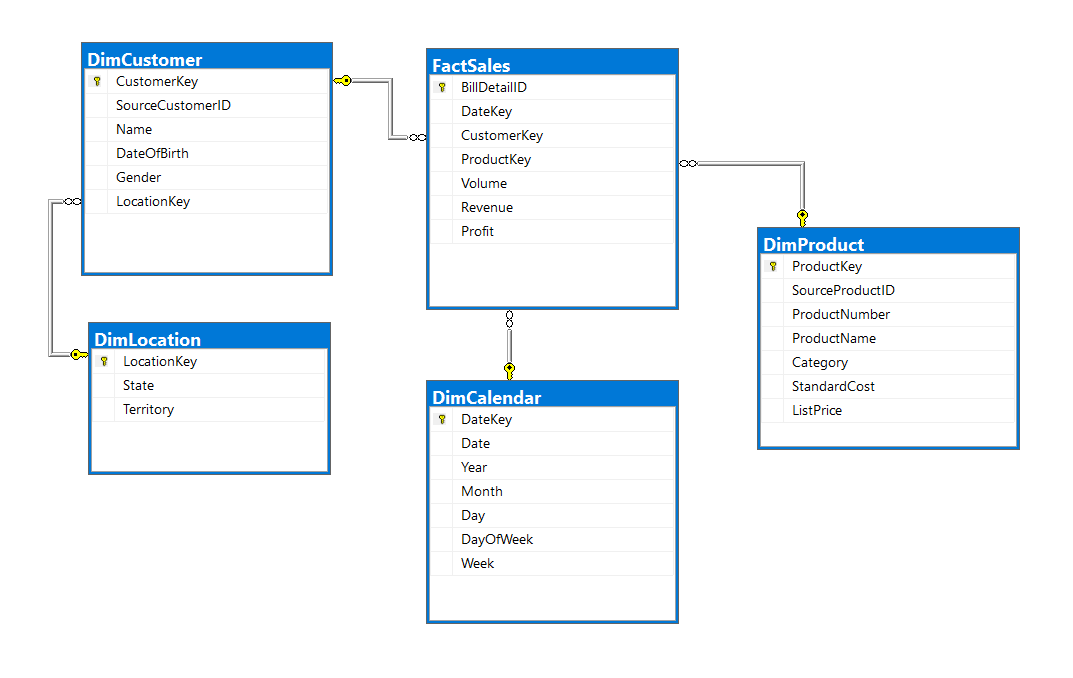 DimCustomer
CustomerKey
SourceCustomerID
Name
DateOfBirth
Gender
LocationKey
FactSales
BillDetailID
DateKey
CustomerKey
ProductKey
Volume
Revenue
Profit
DimProduct
ProductKey
SourceProductID
ProductNumber
ProductName
Category
StandardCost
ListPrice
DimLocation
LocationKey
State
Territory
DimCalendar
DateKey
Date
Year
Month
Day
DayOfWeek
Week